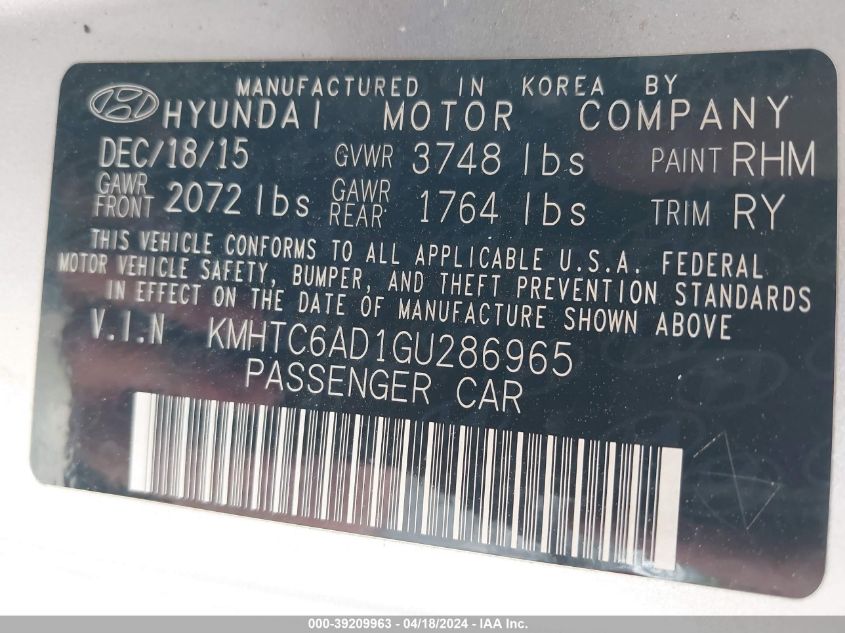 MANUFACTURED IN KOREA BY
HYUNDAI MOTOR COMPANY
DEC/18/15 GVWR 3748 lbs PAINT RHM
GAWR FRONT 2072 lbs GAWR REAR 1764 lbs TRIM RY
THIS VEHICLE CONFORMS TO ALL APPLICABLE U.S.A. FEDERAL
MOTOR VEHICLE SAFETY, BUMPER, AND THEFT PREVENTION STANDARDS
IN EFFECT ON THE DATE OF MANUFACTURE SHOWN ABOVE
V.I.N KMHTC6AD1GU286965
PASSENGER CAR
000-39209963 - 04/18/2024 - IAA Inc.